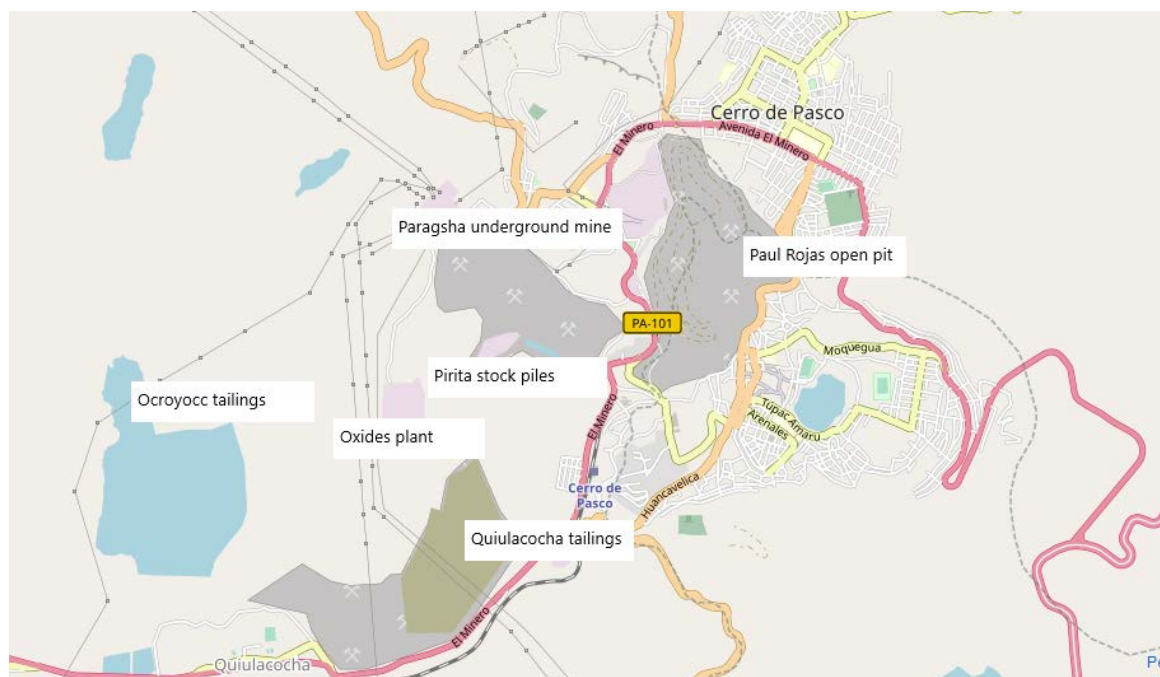 Cerro de Pasco
El Minero
Avenida El Minero
Paragsha underground mine
Paul Rojas open pit
PA-101
Moquegua
Pirita stock piles
Ocroyocc tailings
Túpac Amaru
Arenales
Oxides plant
El Minero
Cerro de
Pasco
Huancavelica
Quiulacocha tailings
El Minero
Quiulacocha